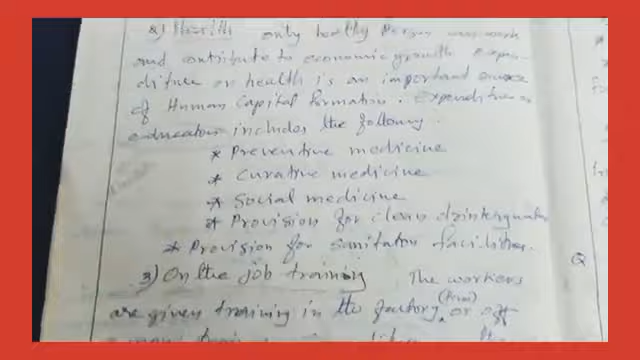 2) Health only healthy Person can work
and contribute to economic growth. Expen-
diture on health is an important source
of Human Capital formation. Expenditure on
education includes the following.
* Preventive medicine
* Curative medicine
* Social medicine
* Provision for clean drinking water
* Provision for sanitation facilities.
3) On the job training The workers
are given training in the factory. or off
Q